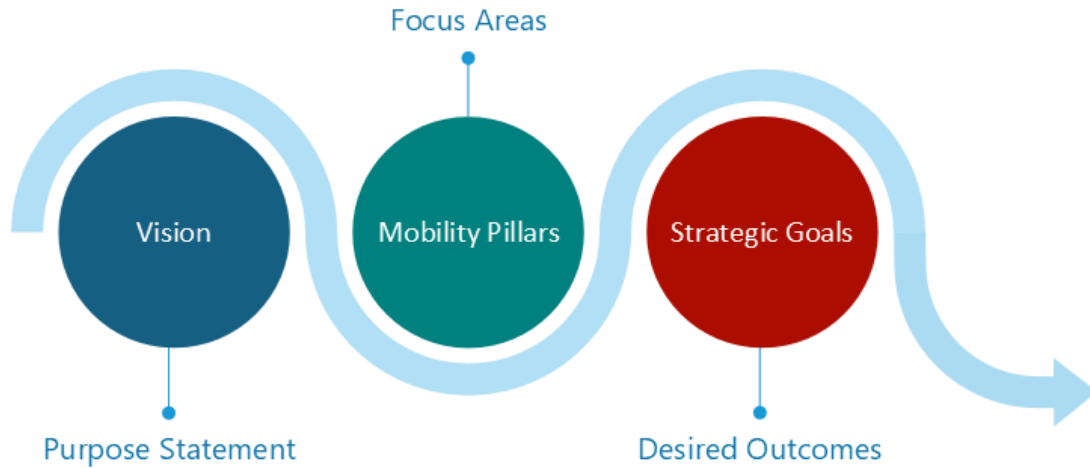 Focus Areas
Vision
Mobility Pillars
Strategic Goals
Purpose Statement
Desired Outcomes